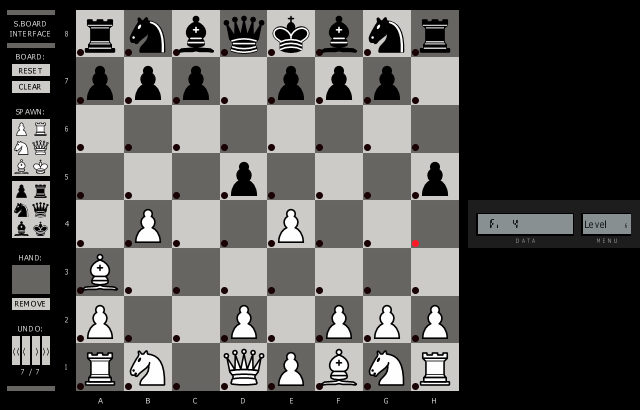 S.BOARD
INTERFACE
BOARD:
RESET
CLEAR
SPAWN:
HAND:
REMOVE
UNDO:
7 / 7
8
7
6
5
4
3
2
1
A B C D E F G H
Level
DATA MENU